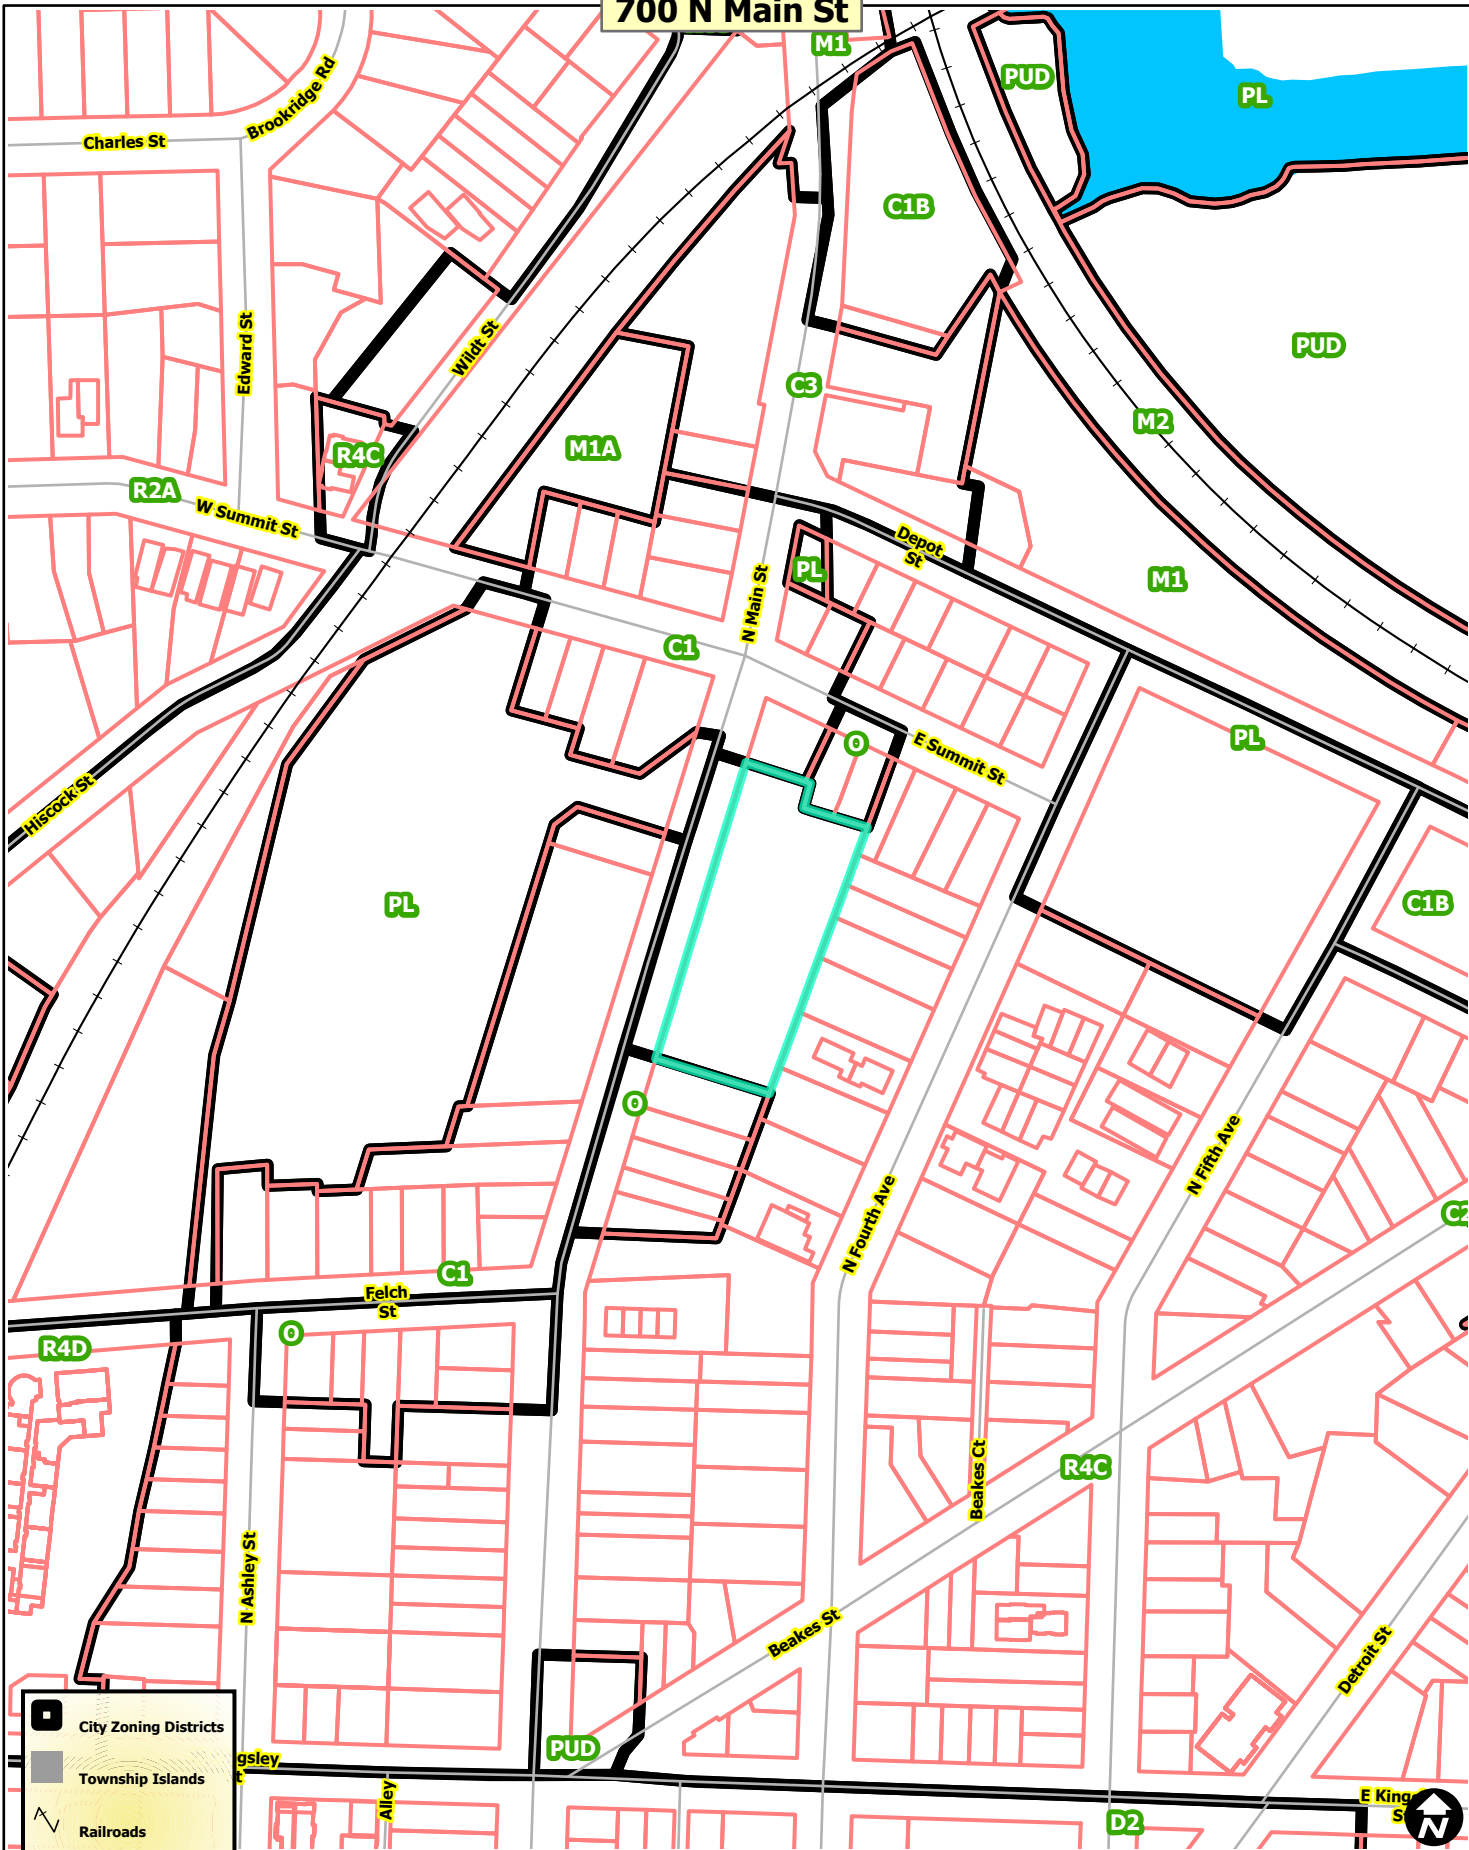 700 N Main St
M1
PUD
PL
Brookridge Rd
Charles St
C1B
Edward St
Wildt St
PUD
C3
M2
M1A
R4C
R2A
W Summit St
Depot
St
PL
M1
N Main St
C1
O
E Summit St
PL
Hiscock St
PL
C1B
O
N Fifth Ave
N Fourth Ave
C2
C1
Felch
St
O
R4D
Beakes Ct
R4C
N Ashley St
Beakes St
Detroit St
City Zoning Districts
PUD
gsley
t
Township Islands
Alley
E King
S
Railroads
D2
N